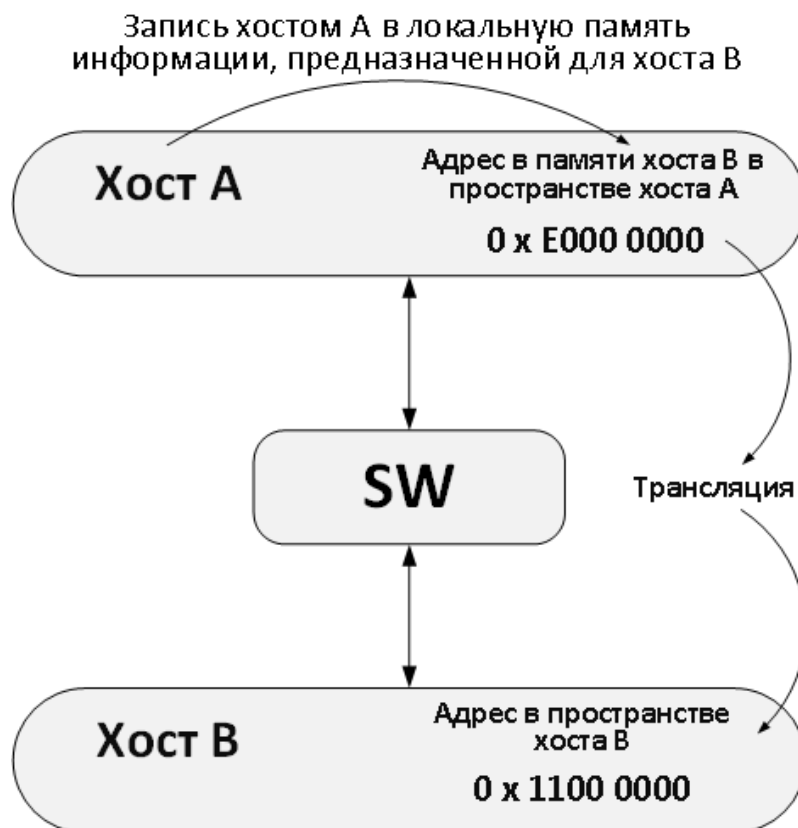 Запись хостом А в локальную память
информации, предназначенной для хоста В
Хост А
Адрес в памяти хоста В в
пространстве хоста А
0 x E000 0000
SW
Трансляция
Хост В
Адрес в пространстве
хоста В
0 x 1100 0000